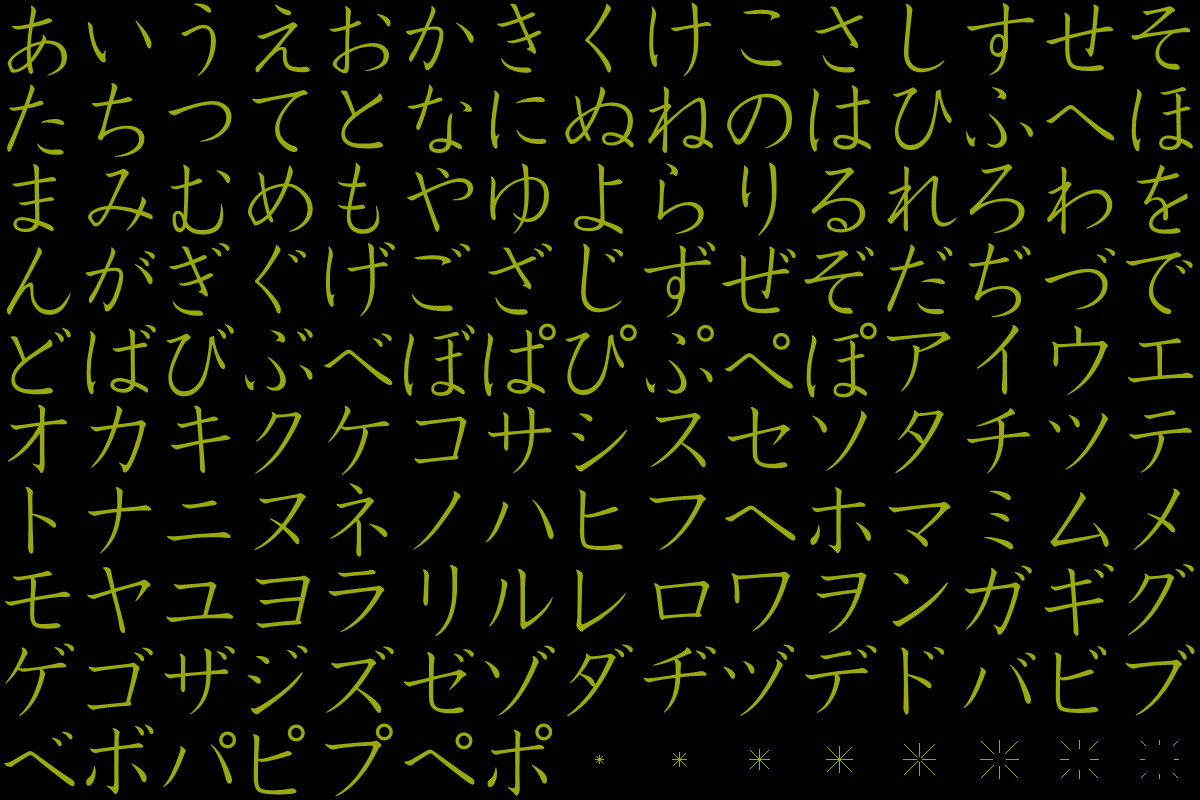 あいうえおかきくけこさしすせそ
たちつてとなにぬねのはひふへほ
まみむめもやゆよらりるれろわを
んがぎぐげござじずぜぞだぢづで
どばびぶべぼぱぴぷぺぽアイウエ
オカキクケコサシスセソタチツテ
トナニヌネノハヒフヘホマミムメ
モヤユヨラリルレロワヲンガギグ
ゲゴザジズゼゾダヂヅデドバビブ
ベボパピプペポ